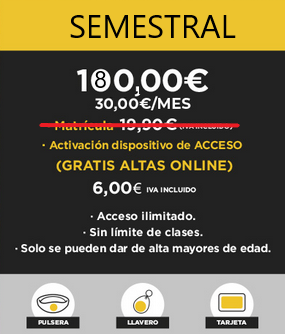 SEMESTRAL
180,00€
30,00€/MES
Matrícula 19,90€ (IVA INCLUIDO)
· Activación dispositivo de ACCESO
(GRATIS ALTAS ONLINE)
6,00€ IVA INCLUIDO
· Acceso ilimitado.
· Sin límite de clases.
· Solo se pueden dar de alta mayores de edad.
PULSERA LLAVERO TARJETA